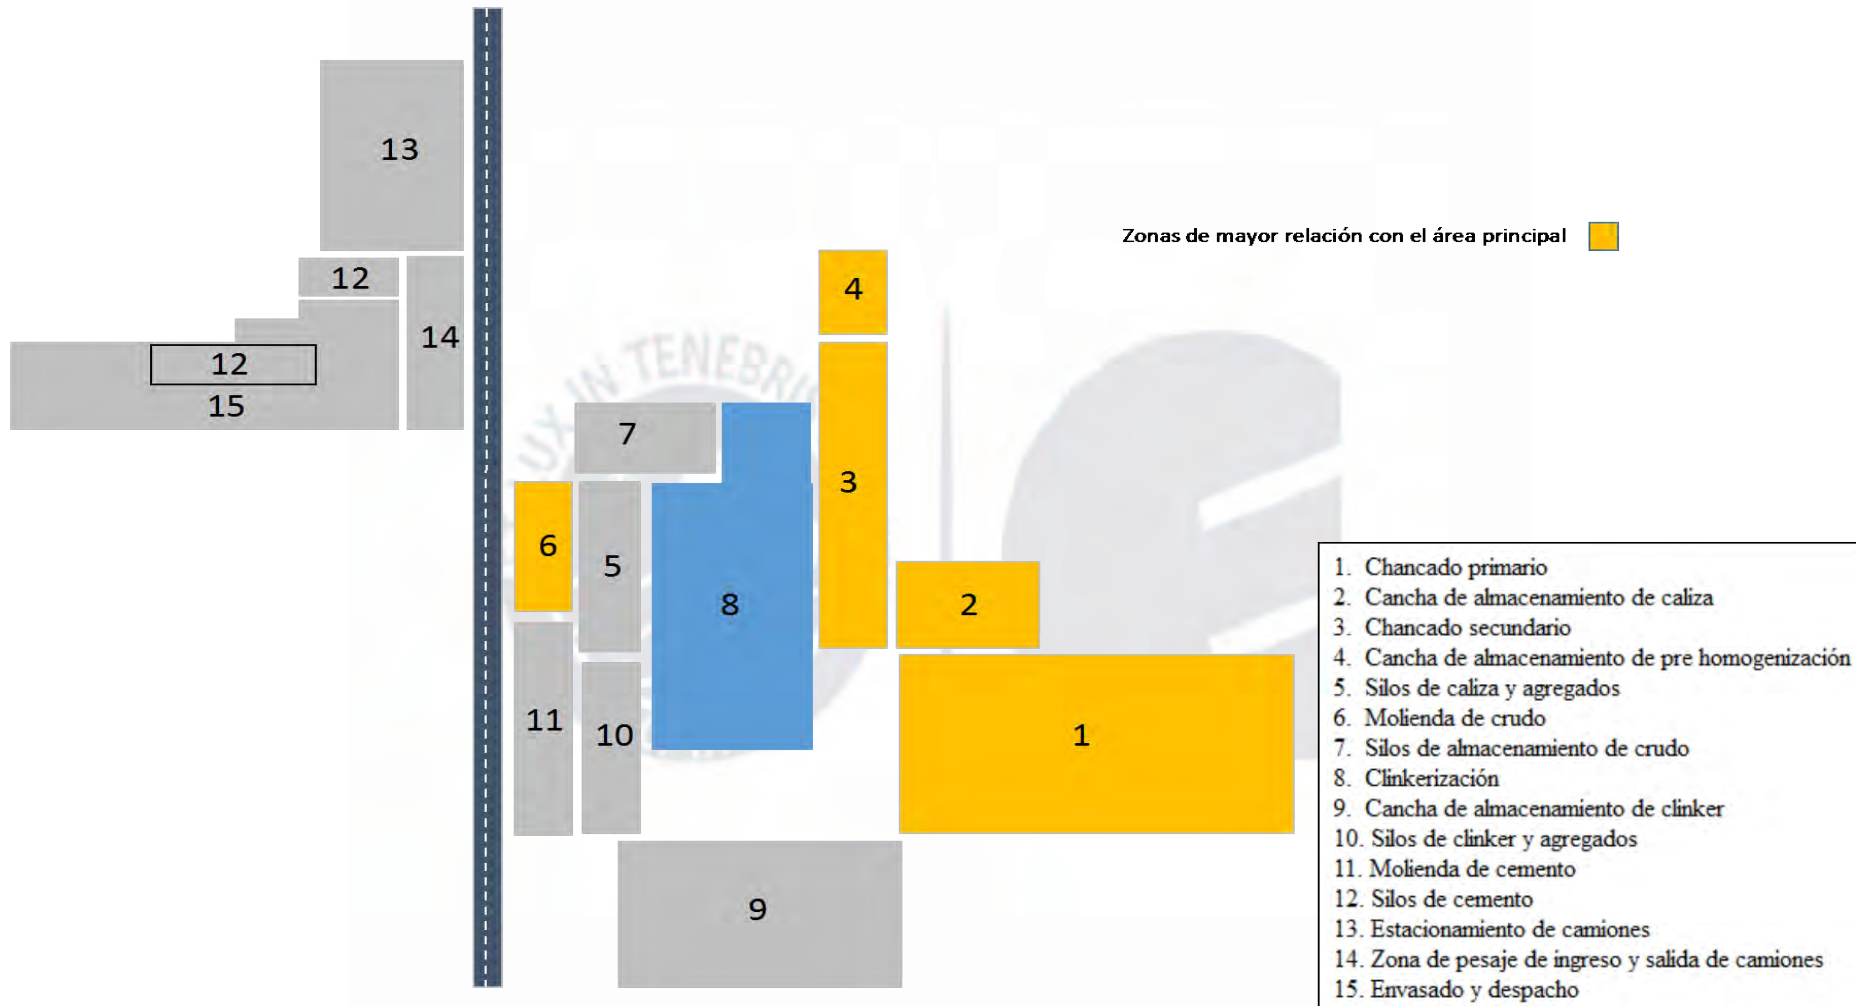 13
12
14
12
15
Zonas de mayor relación con el área principal
4
7
3
6
5
8
2
11
10
1
9
UX IN TENEBRI
1. Chancado primario
2. Cancha de almacenamiento de caliza
3. Chancado secundario
4. Cancha de almacenamiento de pre homogenización
5. Silos de caliza y agregados
6. Molienda de crudo
7. Silos de almacenamiento de crudo
8. Clinkerización
9. Cancha de almacenamiento de clinker
10. Silos de clinker y agregados
11. Molienda de cemento
12. Silos de cemento
13. Estacionamiento de camiones
14. Zona de pesaje de ingreso y salida de camiones
15. Envasado y despacho